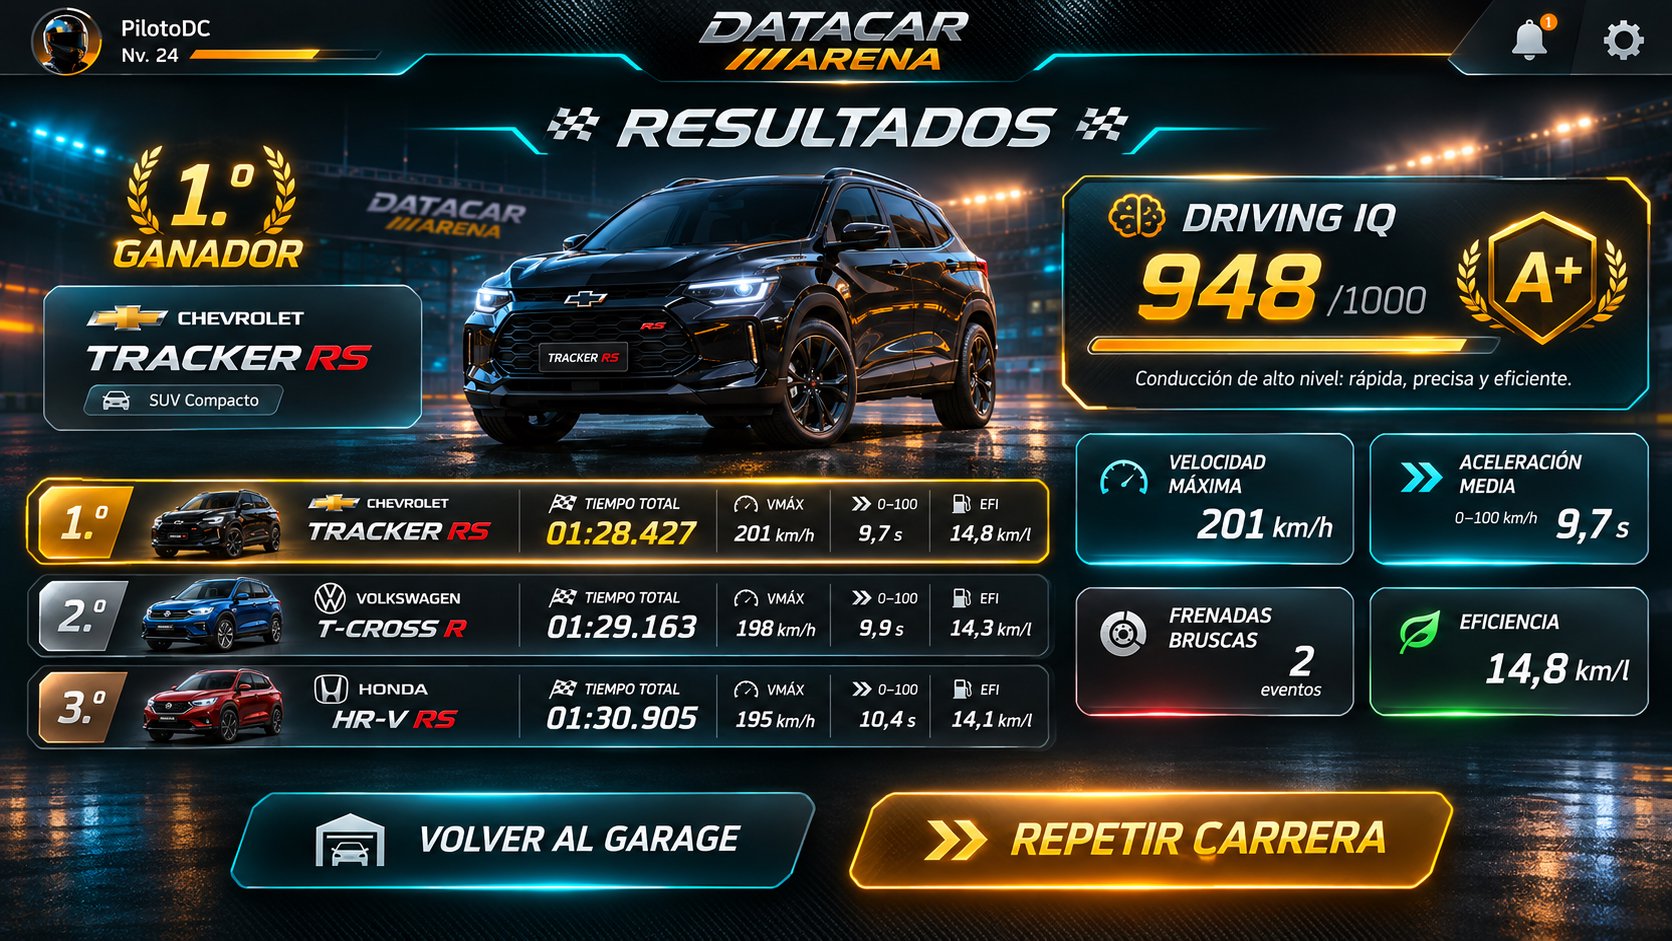 PilotoDC
Nv. 24
DATACAR
ARENA
1
RESULTADOS
1.º
GANADOR
DATACAR
ARENA
CHEVROLET
TRACKER RS
SUV Compacto
RS
TRACKER RS
DRIVING IQ
948 /1000
A+
Conducción de alto nivel: rápida, precisa y eficiente.
VELOCIDAD
MÁXIMA
201 km/h
ACELERACIÓN
MEDIA
0–100 km/h 9,7 s
FRENADAS
BRUSCAS
2
eventos
EFICIENCIA
14,8 km/l
1.º
CHEVROLET
TRACKER RS
TIEMPO TOTAL
01:28.427
VMÁX
201 km/h
0–100
9,7 s
EFI
14,8 km/l
2.º
VOLKSWAGEN
T-CROSS R
TIEMPO TOTAL
01:29.163
VMÁX
198 km/h
0–100
9,9 s
EFI
14,3 km/l
3.º
HONDA
HR-V RS
TIEMPO TOTAL
01:30.905
VMÁX
195 km/h
0–100
10,4 s
EFI
14,1 km/l
VOLVER AL GARAGE
REPETIR CARRERA